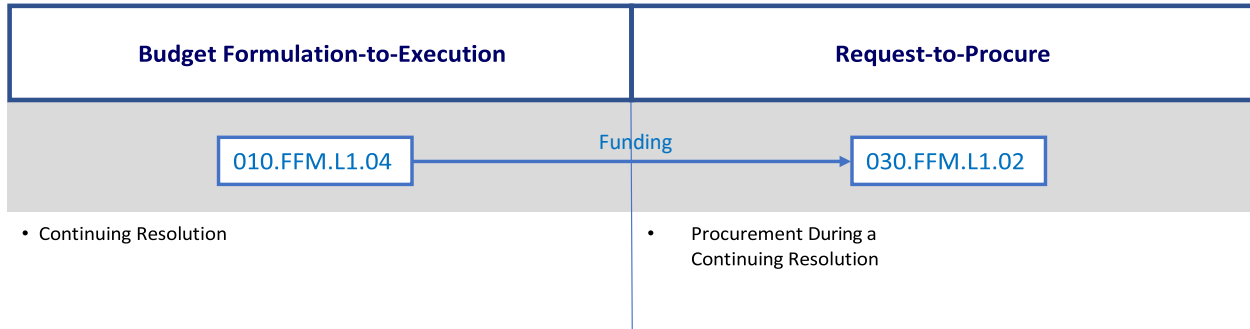 Budget Formulation-to-Execution
Request-to-Procure
Funding
010.FFM.L1.04
030.FFM.L1.02
• Continuing Resolution
• Procurement During a
Continuing Resolution